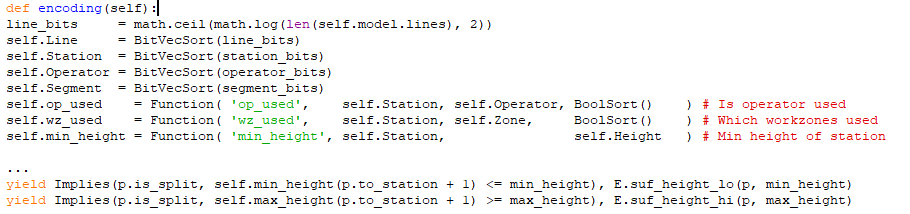 def encoding(self):
line_bits     = math.ceil(math.log(len(self.model.lines), 2))
self.Line     = BitVecSort(line_bits)
self.Station  = BitVecSort(station_bits)
self.Operator = BitVecSort(operator_bits)
self.Segment  = BitVecSort(segment_bits)
self.op_used    = Function( 'op_used',    self.Station, self.Operator, BoolSort()    ) # Is operator used
self.wz_used    = Function( 'wz_used',    self.Station, self.Zone,     BoolSort()    ) # Which workzones used
self.min_height = Function( 'min_height', self.Station,                self.Height   ) # Min height of station
...
yield Implies(p.is_split, self.min_height(p.to_station + 1) <= min_height), E.suf_height_lo(p, min_height)
yield Implies(p.is_split, self.max_height(p.to_station + 1) >= max_height), E.suf_height_hi(p, max_height)